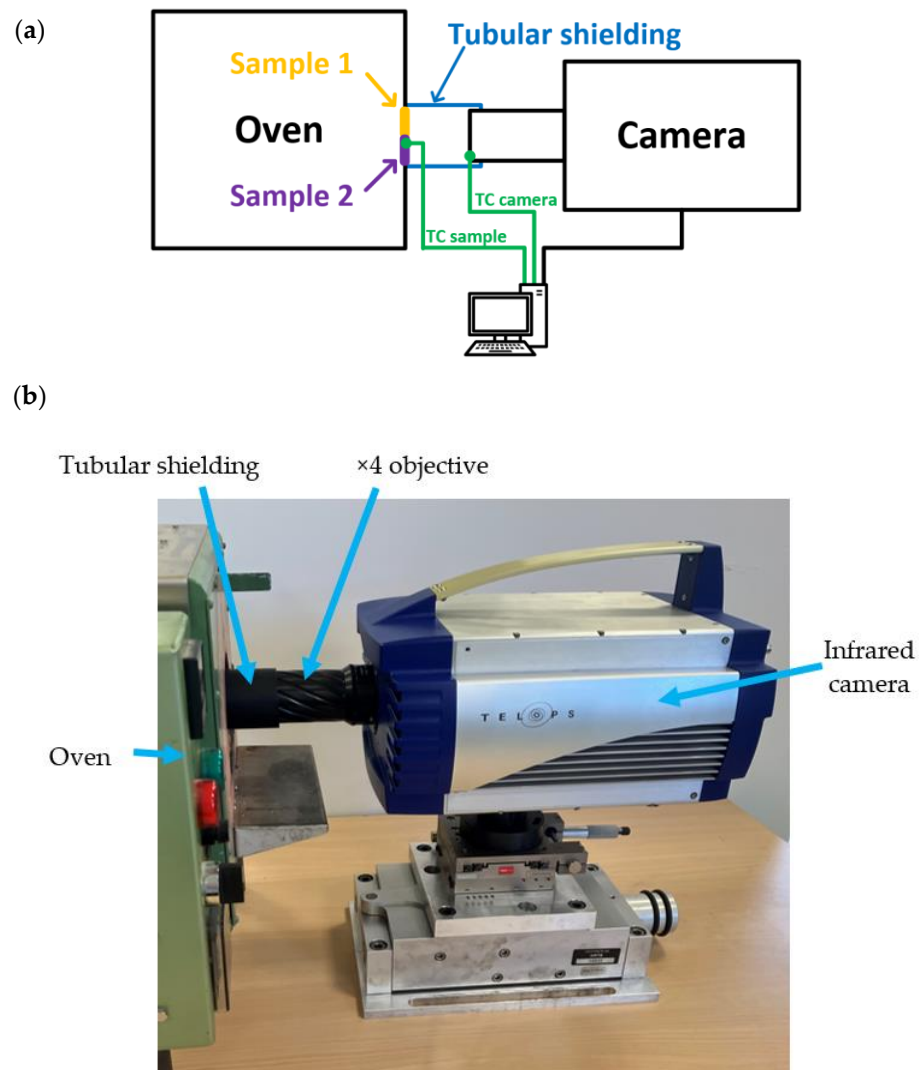 (a)
Tubular shielding
Sample 1
Oven
Camera
Sample 2
TC camera
TC sample
(b)
Tubular shielding
×4 objective
Infrared
camera
TELOPS
Oven